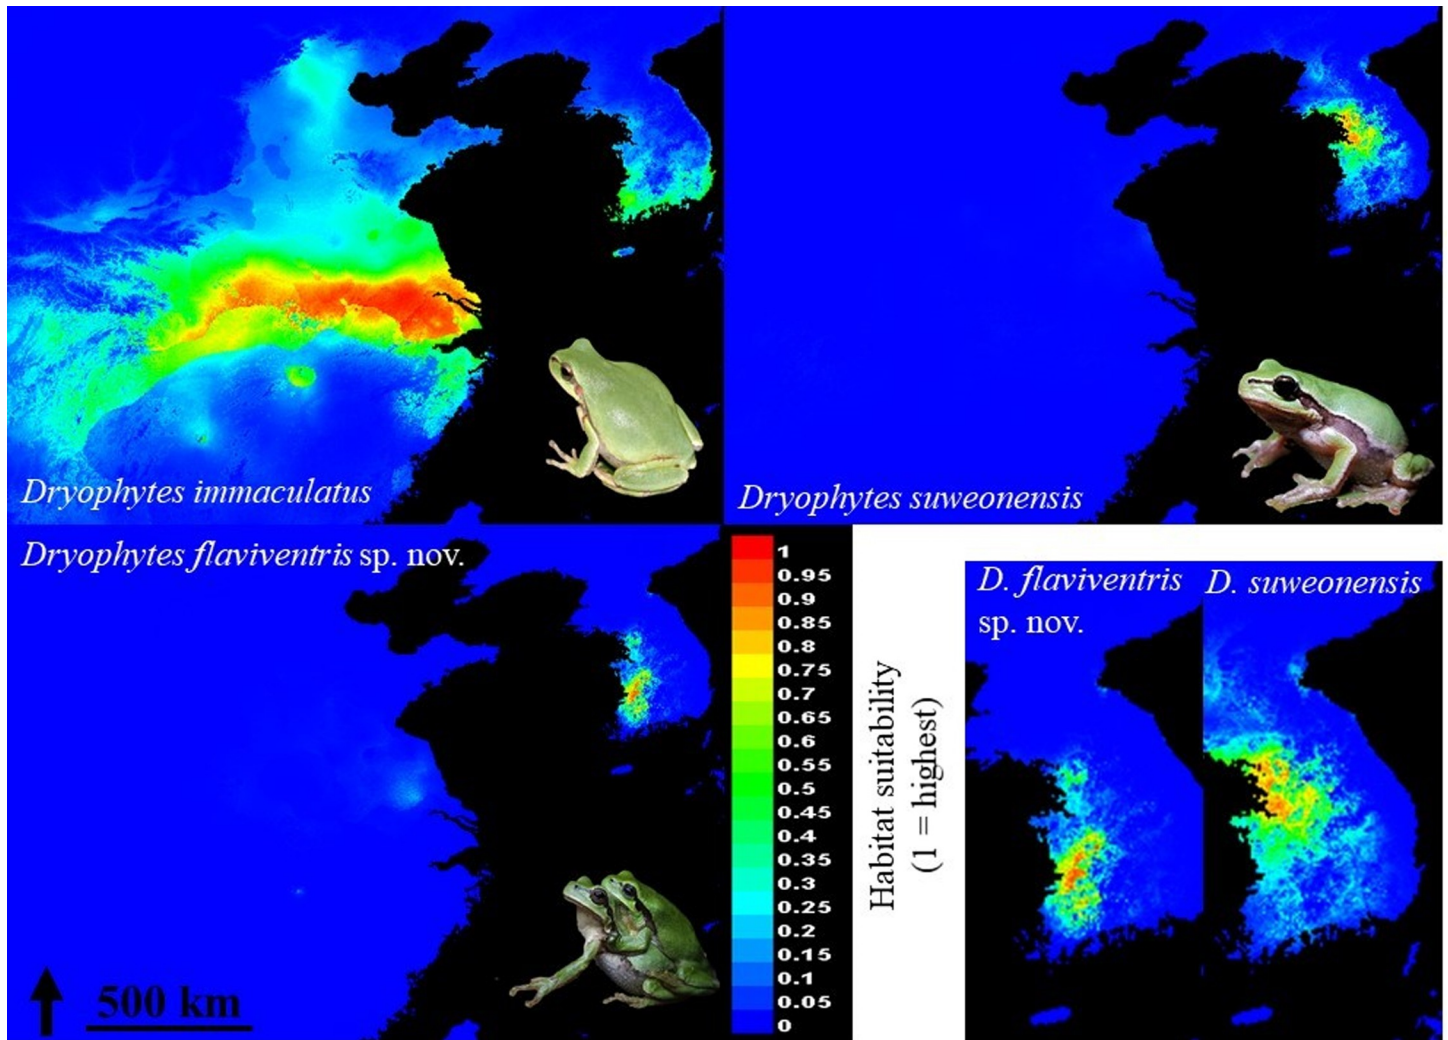 Dryophytes immaculatus
Dryophytes suweonensis
Dryophytes flaviventris sp. nov.
500 km
1
0.95
0.9
0.85
0.8
0.75
0.7
0.65
0.6
0.55
0.5
0.45
0.4
0.35
0.3
0.25
0.2
0.15
0.1
0.05
0
Habitat suitability
(1 = highest)
D. flaviventris
sp. nov.
D. suweonensis